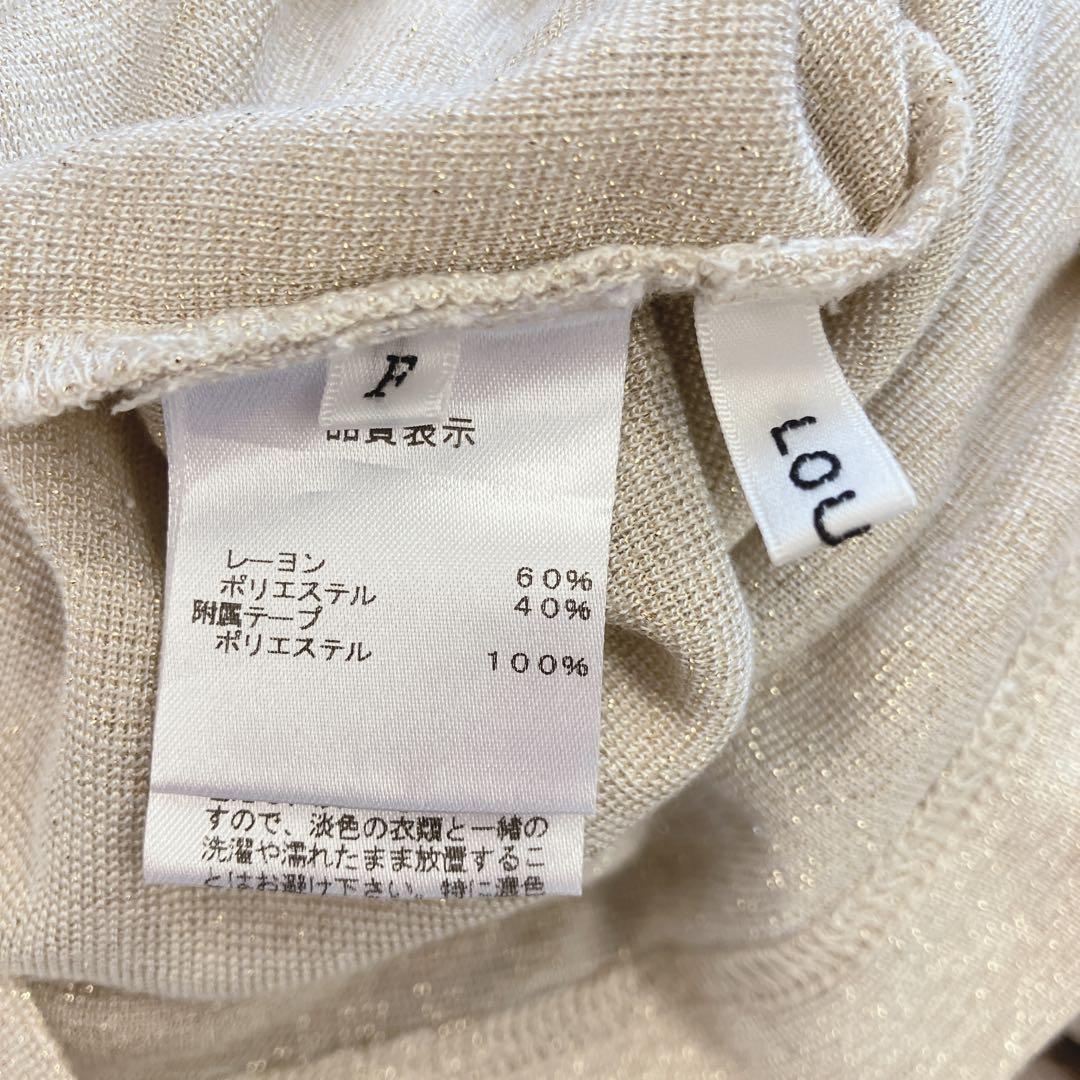 F
品質表示
レーヨン 60%
ポリエステル 40%
附属テープ
ポリエステル 100%
すので、淡色の衣類と一緒の
洗濯や濡れたまま放置するこ
とはお避け下さい。特に濃色
LOU